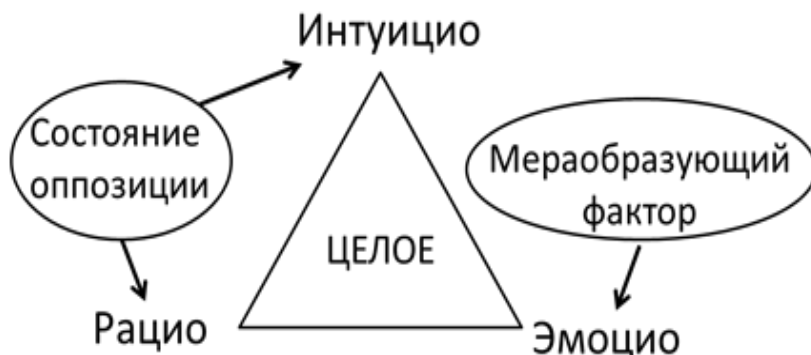 Интуицио
Состояние
оппозиции
Мераобразующий
фактор
ЦЕЛОЕ
Рацио
Эмоцио